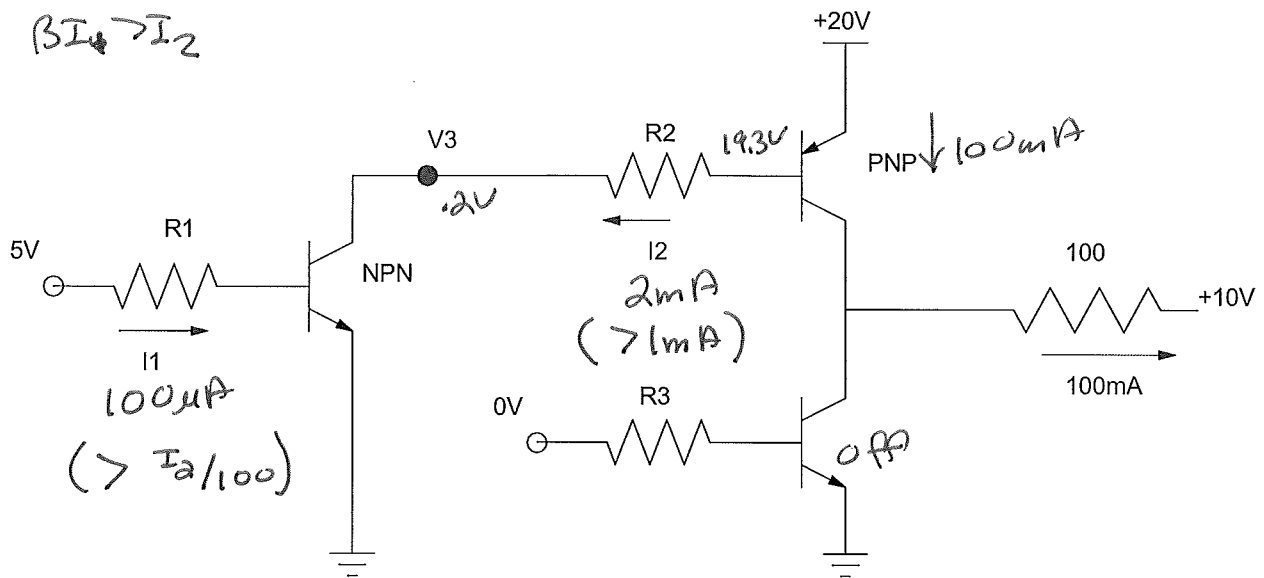 βI₁ > I₂
+20V
V3
R2
19.3V
PNP ↓ 100mA
.2V
R1
5V
NPN
I2
2mA
(>1mA)
100
+10V
100mA
I1
100µA
(> I₂/100)
R3
0V
off